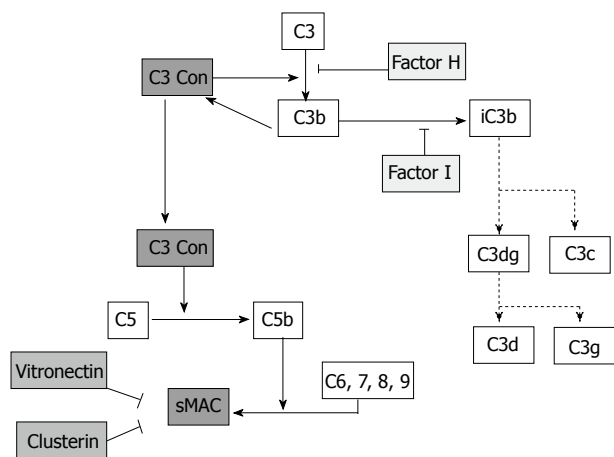 C3
Factor H
C3 Con
C3b
iC3b
Factor I
C3 Con
C3dg
C3c
C5
C5b
C3d
C3g
Vitronectin
C6, 7, 8, 9
sMAC
Clusterin